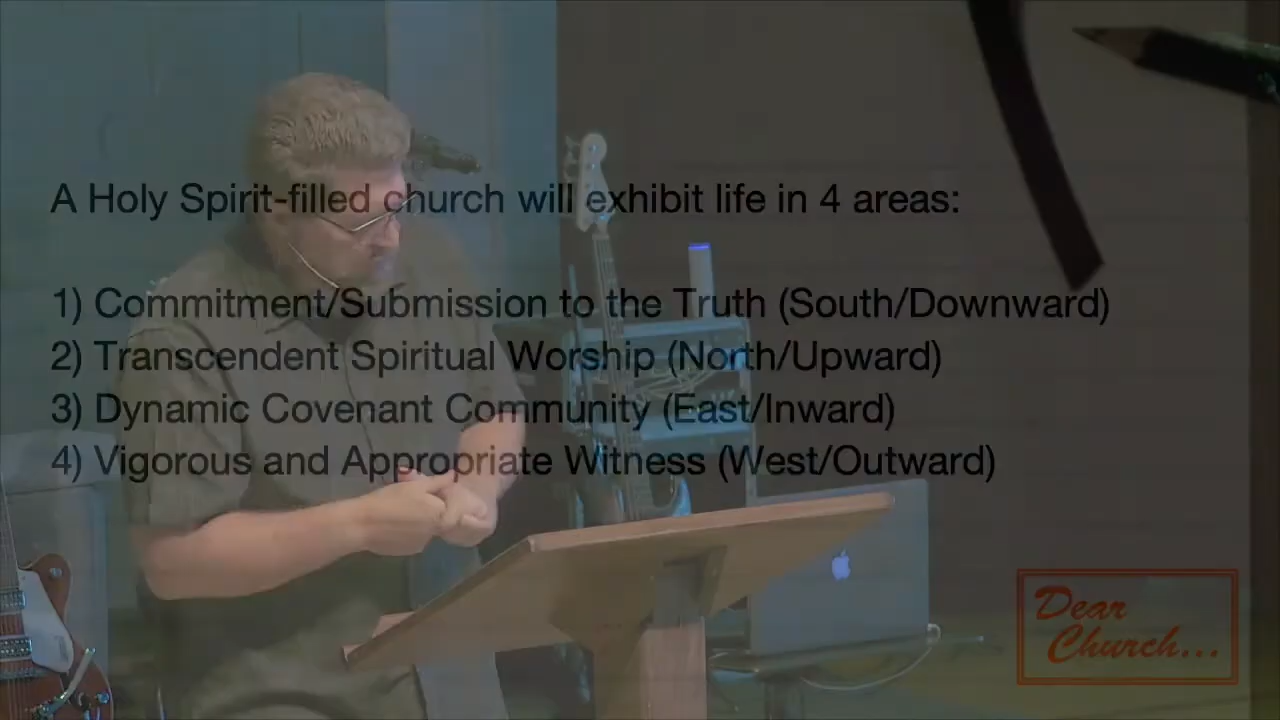 A Holy Spirit-filled church will exhibit life in 4 areas:
1) Commitment/Submission to the Truth (South/Downward)
2) Transcendent Spiritual Worship (North/Upward)
3) Dynamic Covenant Community (East/Inward)
4) Vigorous and Appropriate Witness (West/Outward)
Dear
Church...